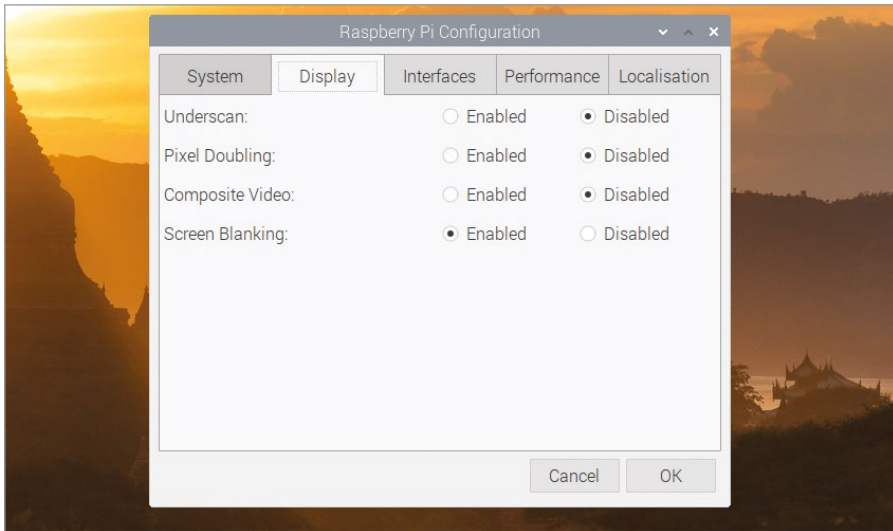 Raspberry Pi Configuration
System Display Interfaces Performance Localisation
Underscan: Enabled Disabled
Pixel Doubling: Enabled Disabled
Composite Video: Enabled Disabled
Screen Blanking: Enabled Disabled
Cancel OK